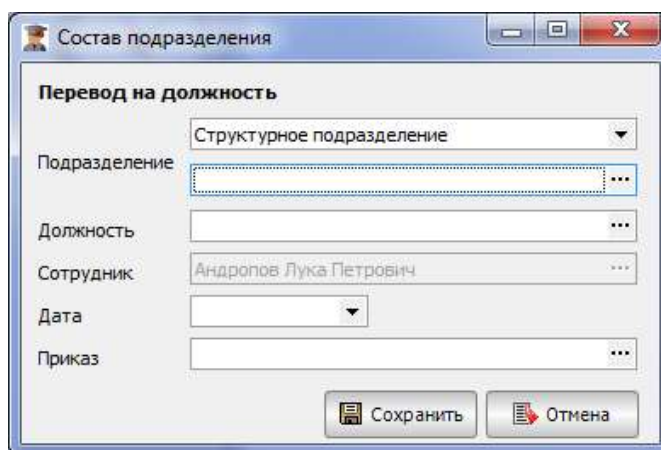 Состав подразделения
Перевод на должность
Структурное подразделение
Подразделение
Должность
Сотрудник Андропов Лука Петрович
Дата
Приказ
Сохранить Отмена